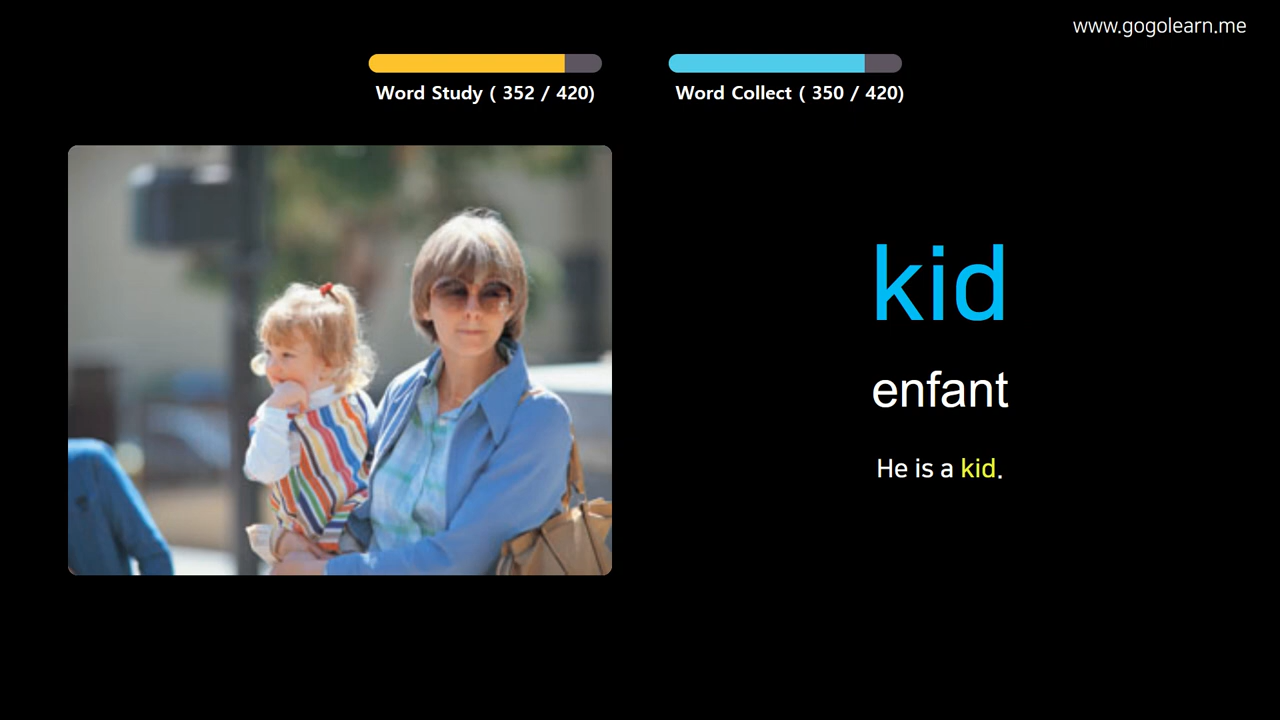 www.gogolearn.me
Word Study ( 352 / 420)
Word Collect ( 350 / 420)
kid
enfant
He is a kid.